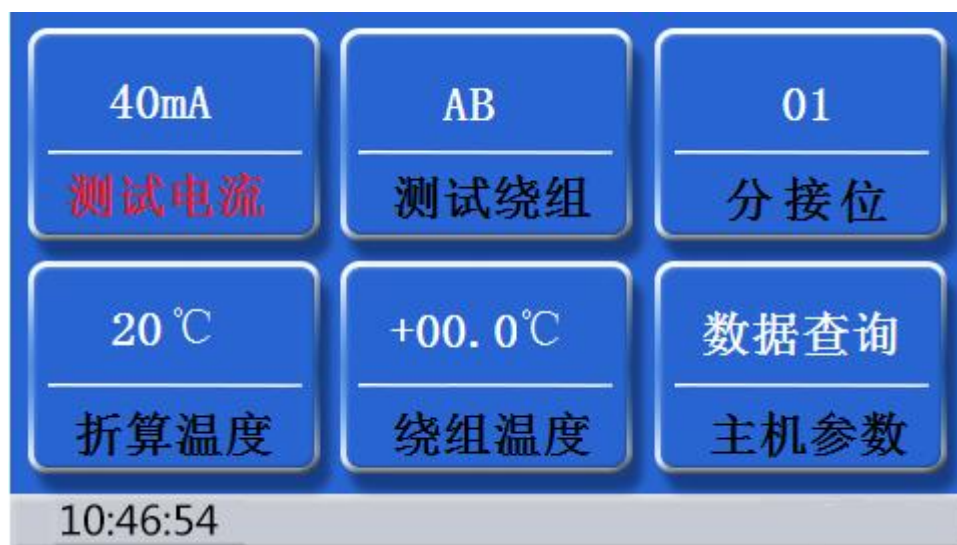 40mA AB 01
测试电流 测试绕组 分接位
20℃ +00.0℃ 数据查询
折算温度 绕组温度 主机参数
10:46:54